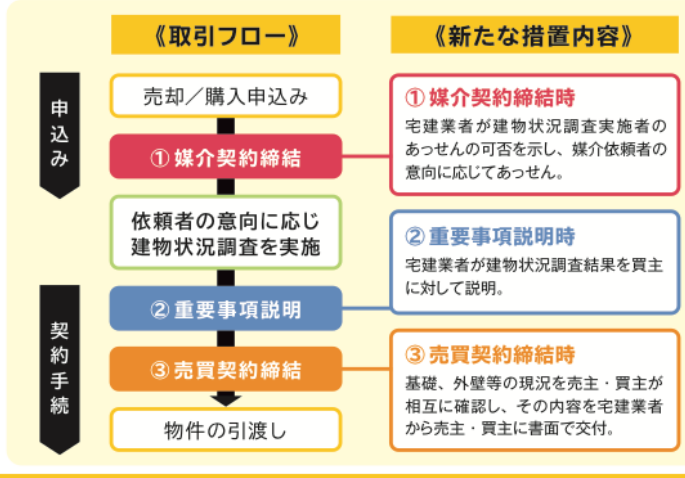 《取引フロー》
《新たな措置内容》
申込み
売却／購入申込み
①媒介契約締結
依頼者の意向に応じ
建物状況調査を実施
契約手続
②重要事項説明
③売買契約締結
物件の引渡し
①媒介契約締結時
宅建業者が建物状況調査実施者の
あっせんの可否を示し、媒介依頼者の
意向に応じてあっせん。
②重要事項説明時
宅建業者が建物状況調査結果を買主
に対して説明。
③売買契約締結時
基礎、外壁等の現況を売主・買主が
相互に確認し、その内容を宅建業者
から売主・買主に書面で交付。